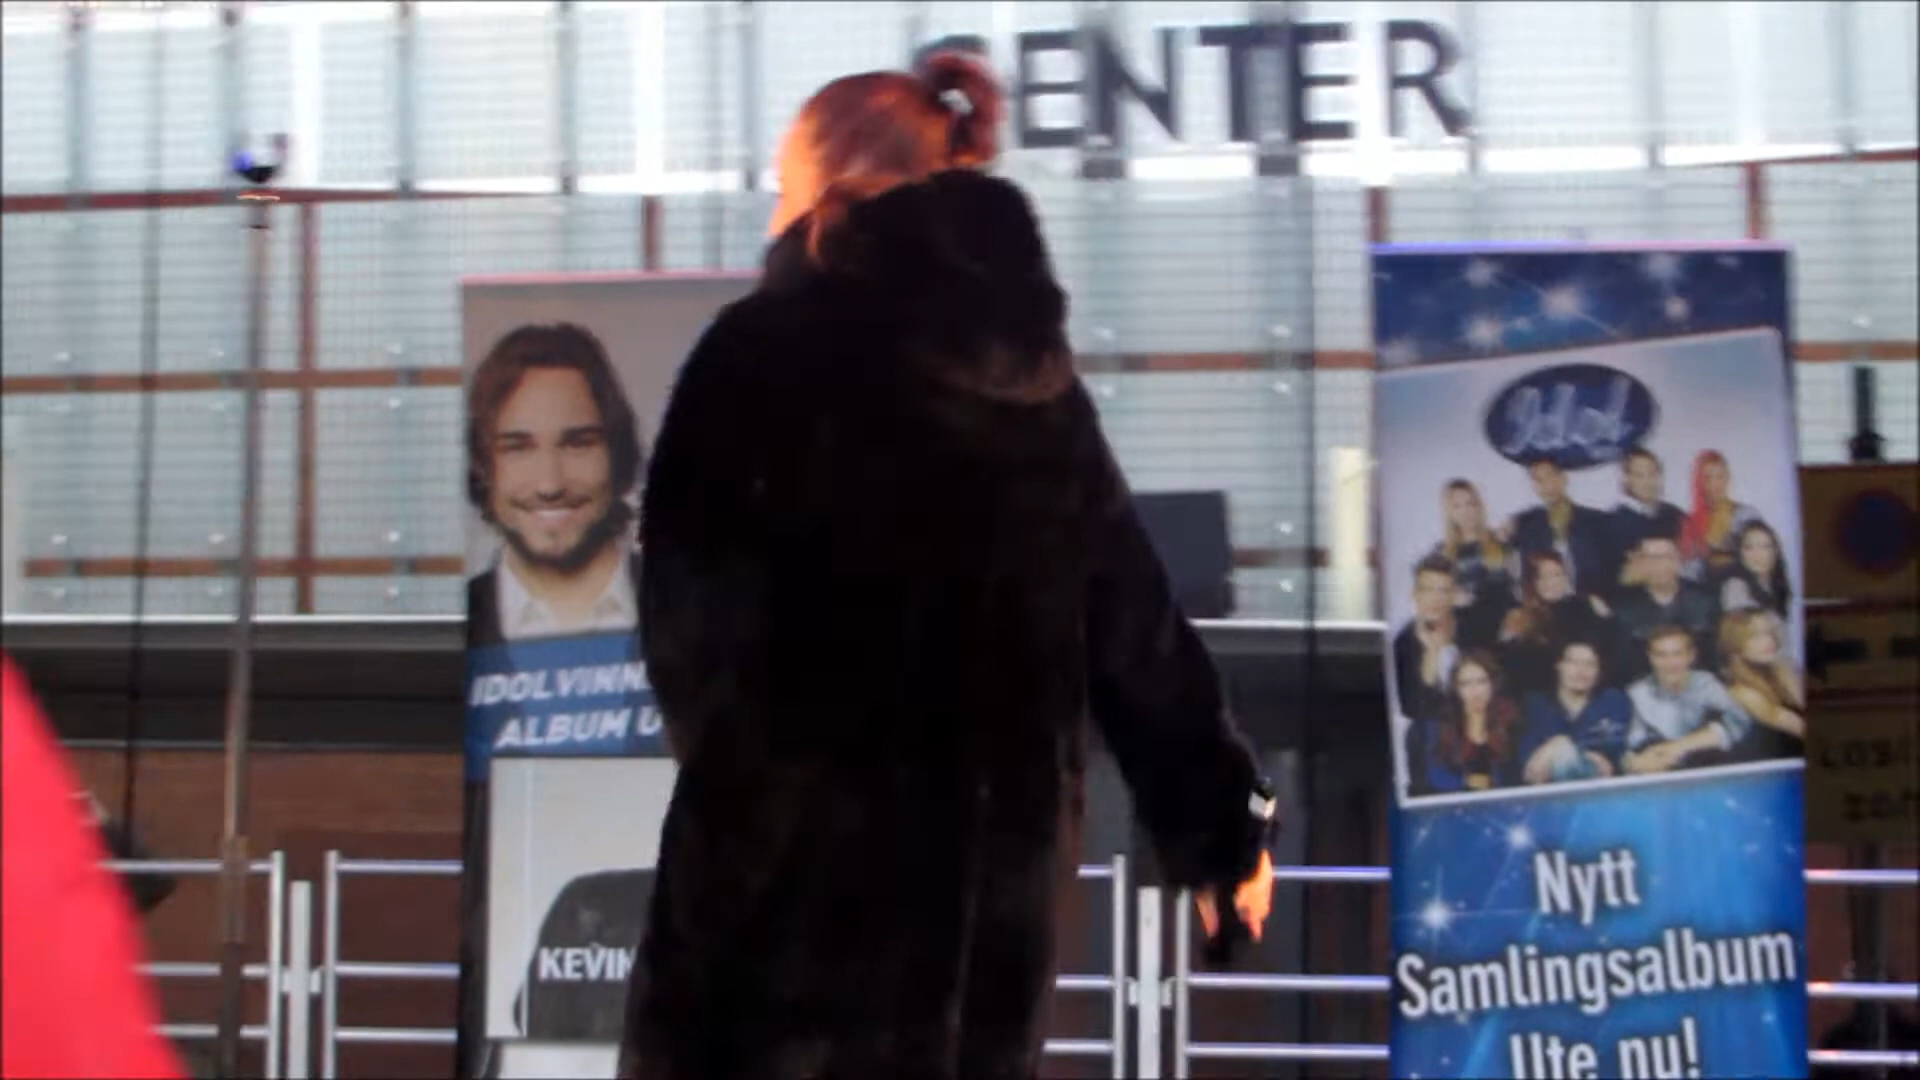 CENTER
Idol
IDOLVINN
ALBUM U
KEVIN
Nytt
Samlingsalbum
Ute nu!